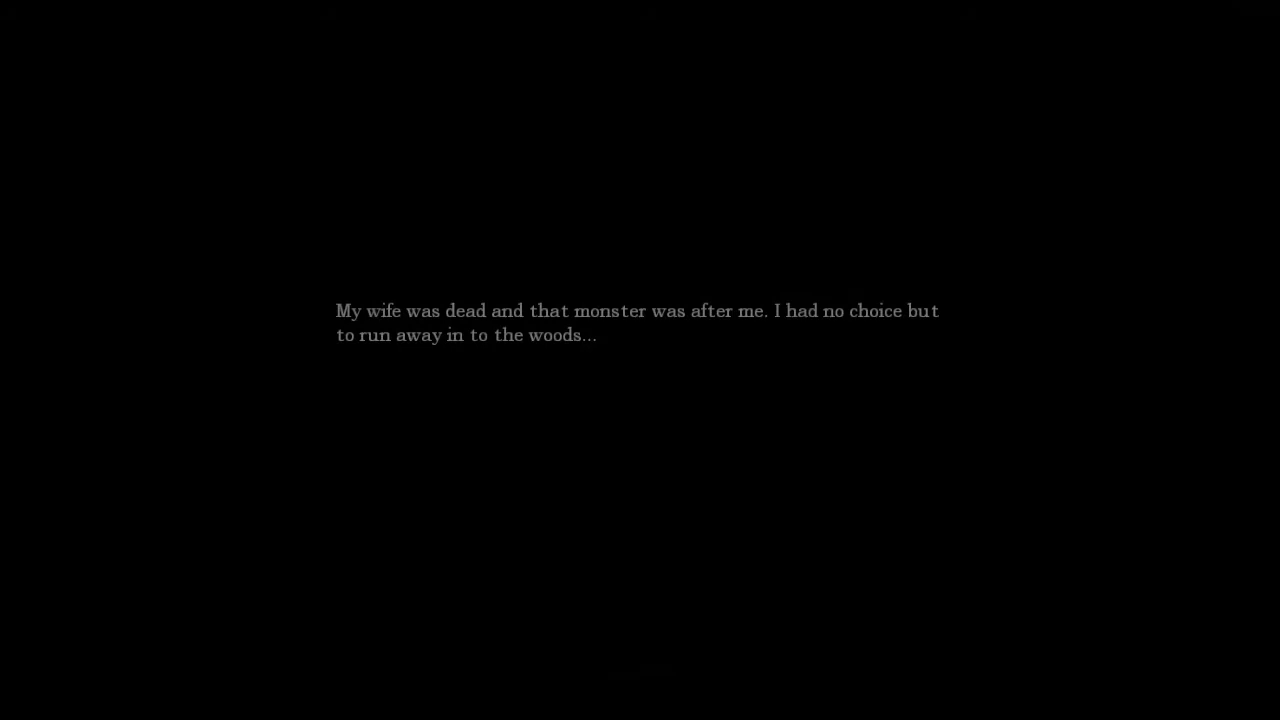 My wife was dead and that monster was after me. I had no choice but
to run away in to the woods...